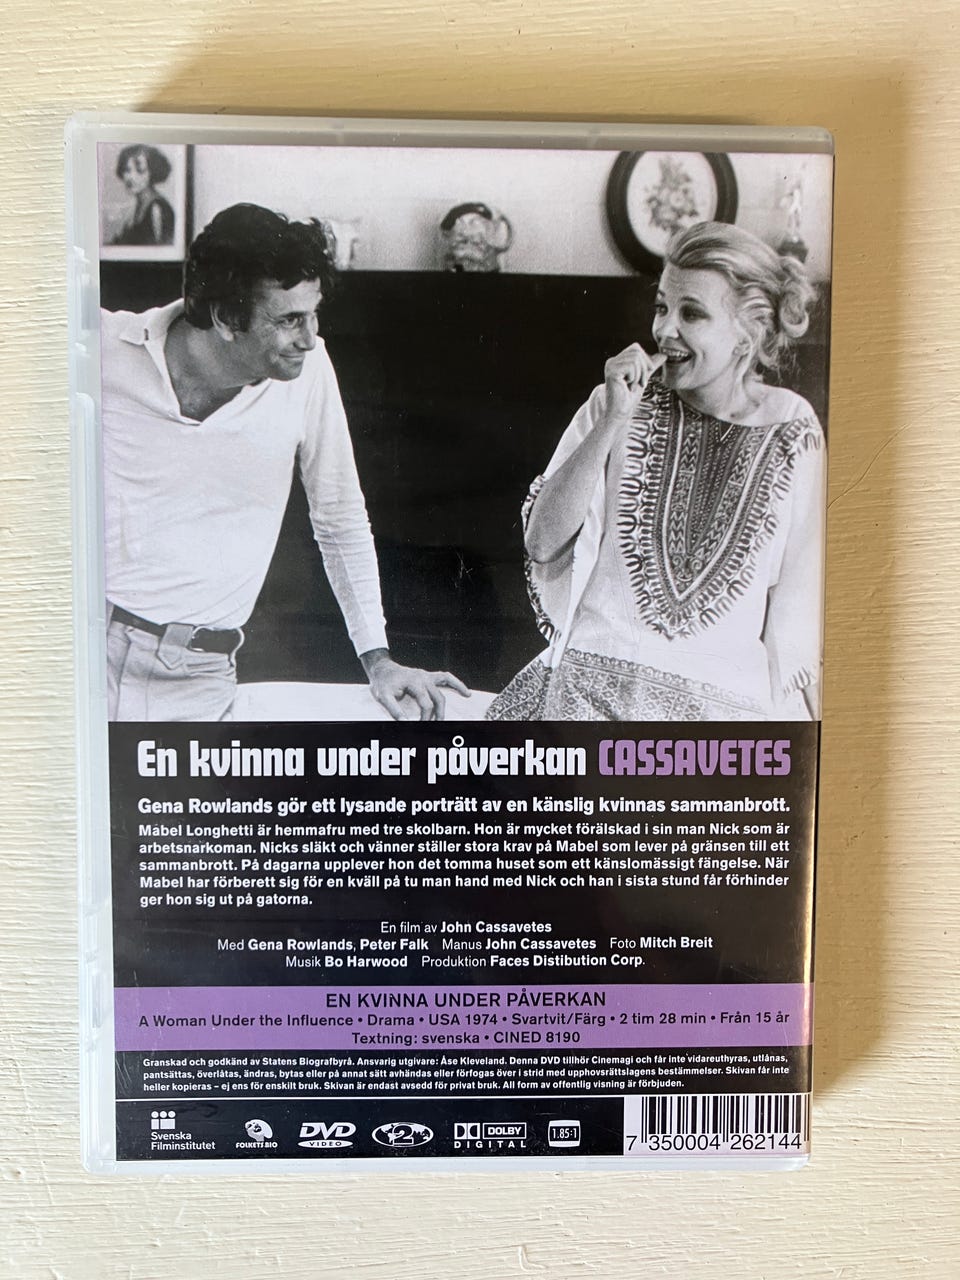 En kvinna under påverkan CASSAVETES
Gena Rowlands gör ett lysande porträtt av en känslig kvinnas sammanbrott.
Mabel Longhetti är hemmafru med tre skolbarn. Hon är mycket förälskad i sin man Nick som är
arbetsnarkoman. Nicks släkt och vänner ställer stora krav på Mabel som lever på gränsen till ett
sammanbrott. På dagarna upplever hon det tomma huset som ett känslomässigt fängelse. När
Mabel har förberett sig för en kväll på tu man hand med Nick och han i sista stund får förhinder
ger hon sig ut på gatorna.
En film av John Cassavetes
Med Gena Rowlands, Peter Falk Manus John Cassavetes Foto Mitch Breit
Musik Bo Harwood Produktion Faces Distibution Corp.
EN KVINNA UNDER PÅVERKAN
A Woman Under the Influence • Drama • USA 1974 • Svartvit/Färg • 2 tim 28 min • Från 15 år
Textning: svenska • CINED 8190
Granskad och godkänd av Statens Biografbyrå. Ansvarig utgivare: Åse Kleveland. Denna DVD tillhör Cinemagi och får inte vidareuthyras, utlånas,
pantsättas, överlåtas, ändras, bytas eller på annat sätt avhändas eller förfogas över i strid med upphovsrättslagens bestämmelser. Skivan får inte
heller kopieras – ej ens för enskilt bruk. Skivan är endast avsedd för privat bruk. All form av offentlig visning är förbjuden.
Svenska
Filminstitutet
FOLKETS BIO
DVD
VIDEO
2
DOLBY
DIGITAL
1.85:1
7 350004 262144